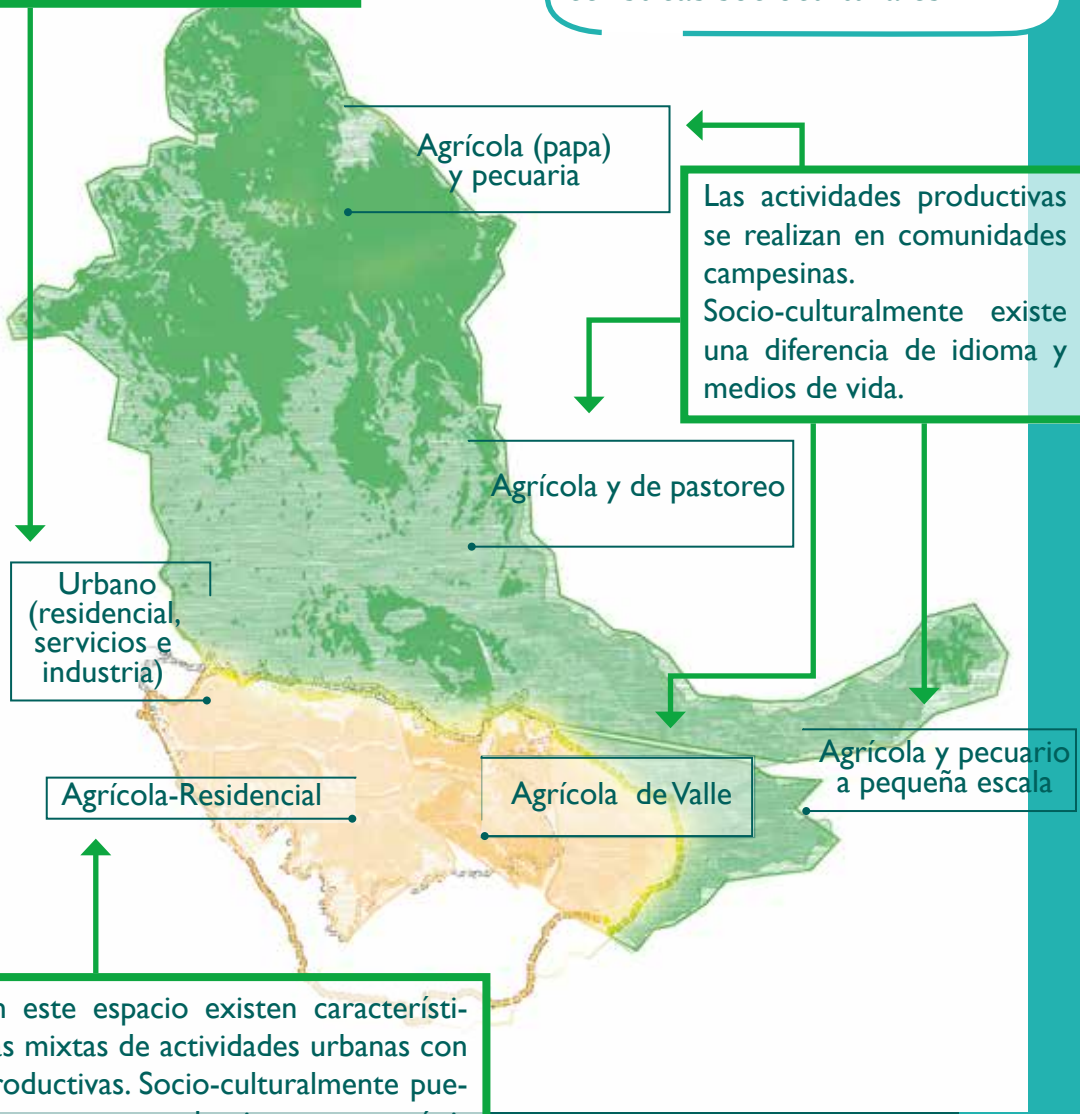 Agrícola (papa)
y pecuaria
Las actividades productivas
se realizan en comunidades
campesinas.
Socio-culturalmente existe
una diferencia de idioma y
medios de vida.
Agrícola y de pastoreo
Urbano
(residencial,
servicios e
industria)
Agrícola y pecuario
a pequeña escala
Agrícola-Residencial
Agrícola de Valle
este espacio existen característi-
mixtas de actividades urbanas con
Socio-culturalmente pue-